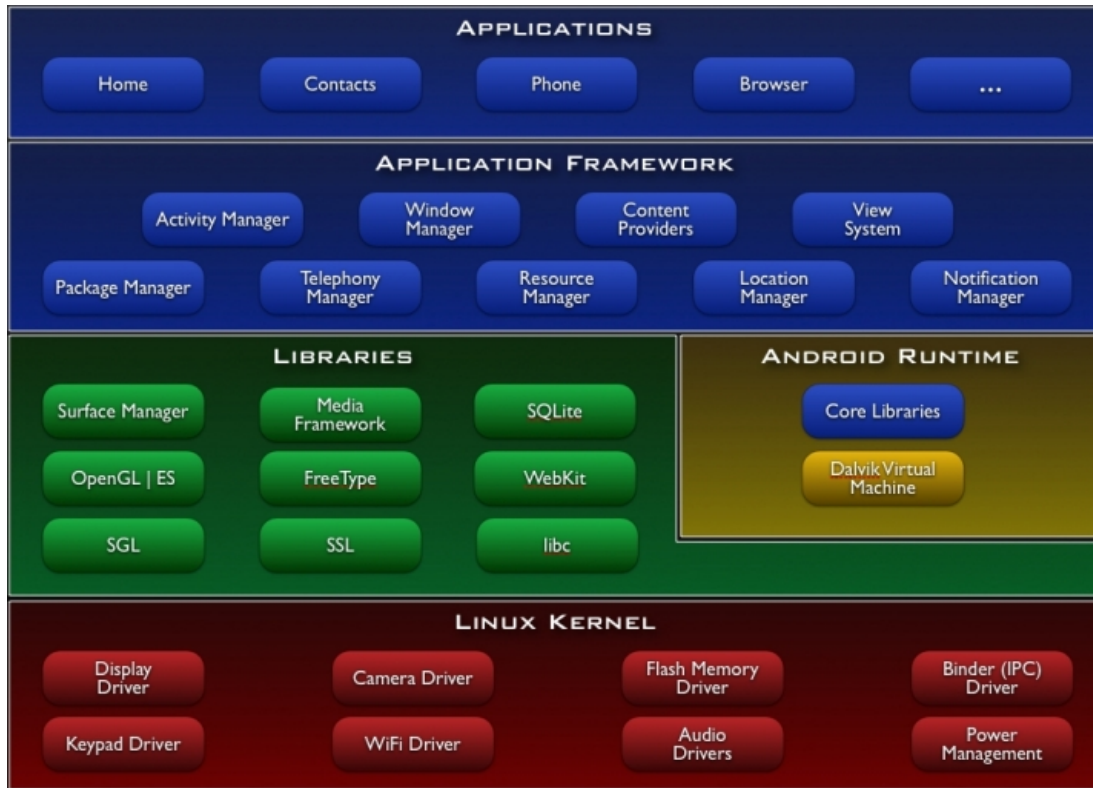 APPLICATIONS
Home
Contacts
Phone
Browser
...
APPLICATION FRAMEWORK
Activity Manager
Window
Manager
Content
Providers
View
System
Package Manager
Telephony
Manager
Resource
Manager
Location
Manager
Notification
Manager
LIBRARIES
Surface Manager
Media
Framework
SQLite
OpenGL | ES
FreeType
WebKit
SGL
SSL
libc
ANDROID RUNTIME
Core Libraries
Dalvik Virtual
Machine
LINUX KERNEL
Display
Driver
Camera Driver
Flash Memory
Driver
Binder (IPC)
Driver
Keypad Driver
WiFi Driver
Audio
Drivers
Power
Management